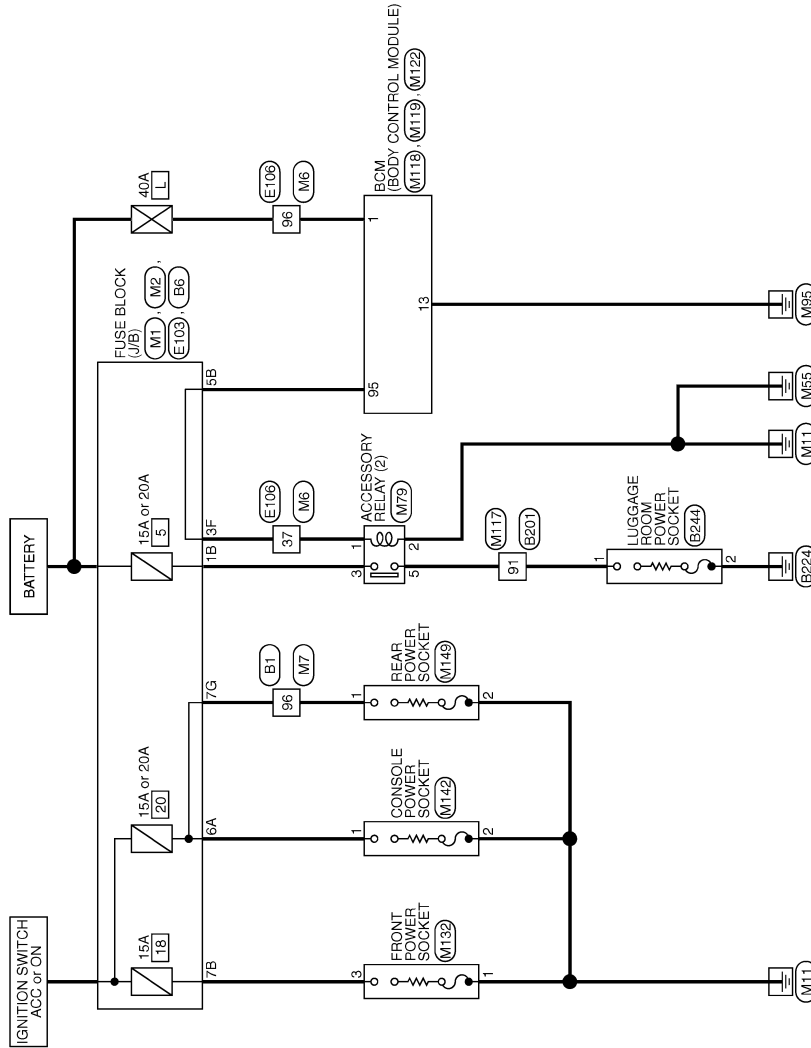 IGNITION SWITCH
ACC or ON
BATTERY
15A
18
15A or 20A
20
15A or 20A
5
FUSE BLOCK
(J/B)
M1 , M2 ,
E103 , B6
40A
L
7B
6A
7G
1B
3F
5B
B1
M7
96
E106
M6
37
E106
M6
96
FRONT
POWER
SOCKET
M132
3
1
CONSOLE
POWER
SOCKET
M142
1
2
REAR
POWER
SOCKET
M149
1
2
ACCESSORY
RELAY (2)
M79
3
1
5
2
BCM
(BODY CONTROL MODULE)
M118 , M119 , M122
95
1
13
M117
B201
91
LUGGAGE
ROOM
POWER
SOCKET
B244
1
2
M11
B224
M11
M55
M95